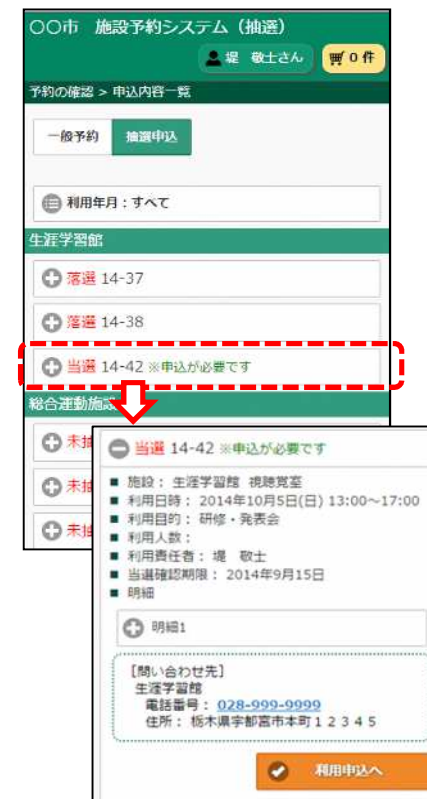 ○○市 施設予約システム（抽選）
堀 敬士さん
0 件
予約の確認 > 申込内容一覧
一般予約
抽選申込
利用年月：すべて
生涯学習館
落選 14-37
落選 14-38
当選 14-42 ※申込が必要です
総合運動施設
未抽
未抽
未抽
当選 14-42 ※申込が必要です
■ 施設： 生涯学習館 視聴覚室
■ 利用日時： 2014年10月5日(日) 13:00～17:00
■ 利用目的： 研修・発表会
■ 利用人数：
■ 利用責任者： 堀 敬士
■ 当選確認期限： 2014年9月15日
■ 明細
明細1
［問い合わせ先］
生涯学習館
電話番号： 028-999-9999
住所： 栃木県宇都宮市本町１２３４５
利用申込へ